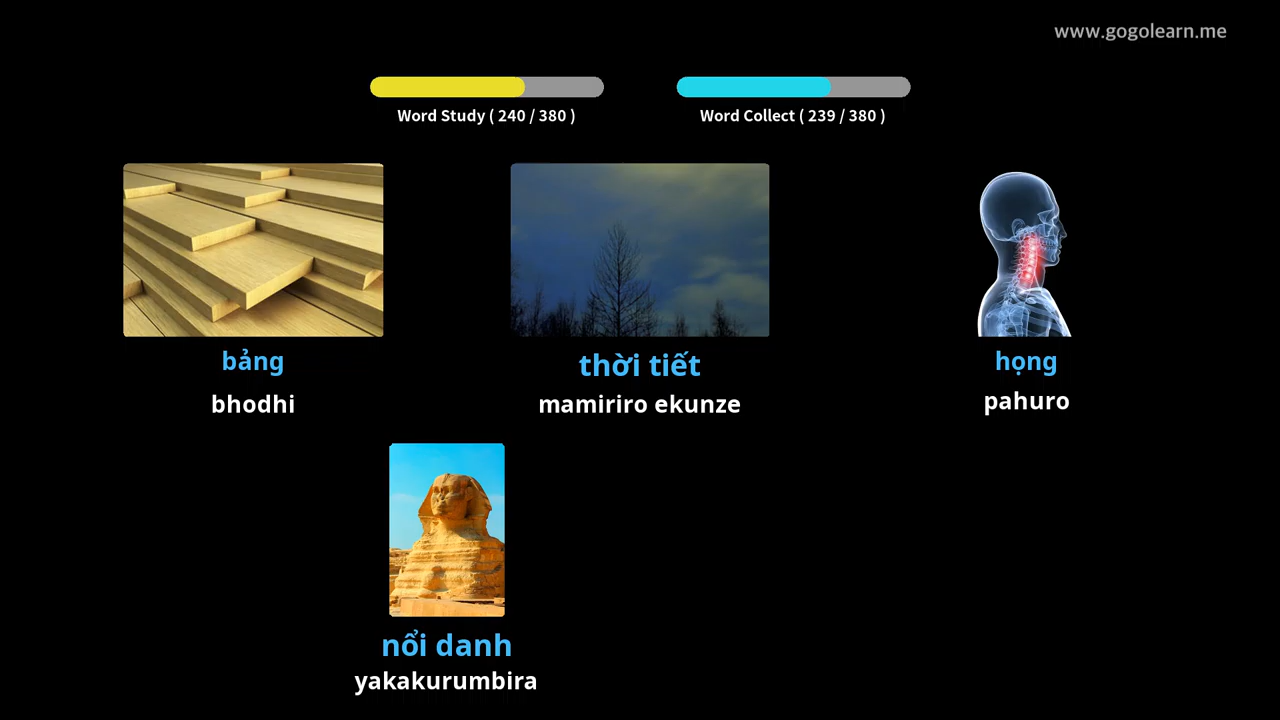 www.gogolearn.me
Word Study ( 240 / 380 )
Word Collect ( 239 / 380 )
bảng
bhodhi
thời tiết
mamiriro ekunze
họng
pahuro
nổi danh
yakakurumbira